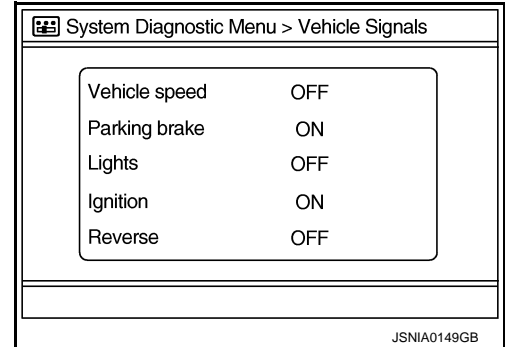 System Diagnostic Menu > Vehicle Signals
Vehicle speed OFF
Parking brake ON
Lights OFF
Ignition ON
Reverse OFF
JSNIA0149GB